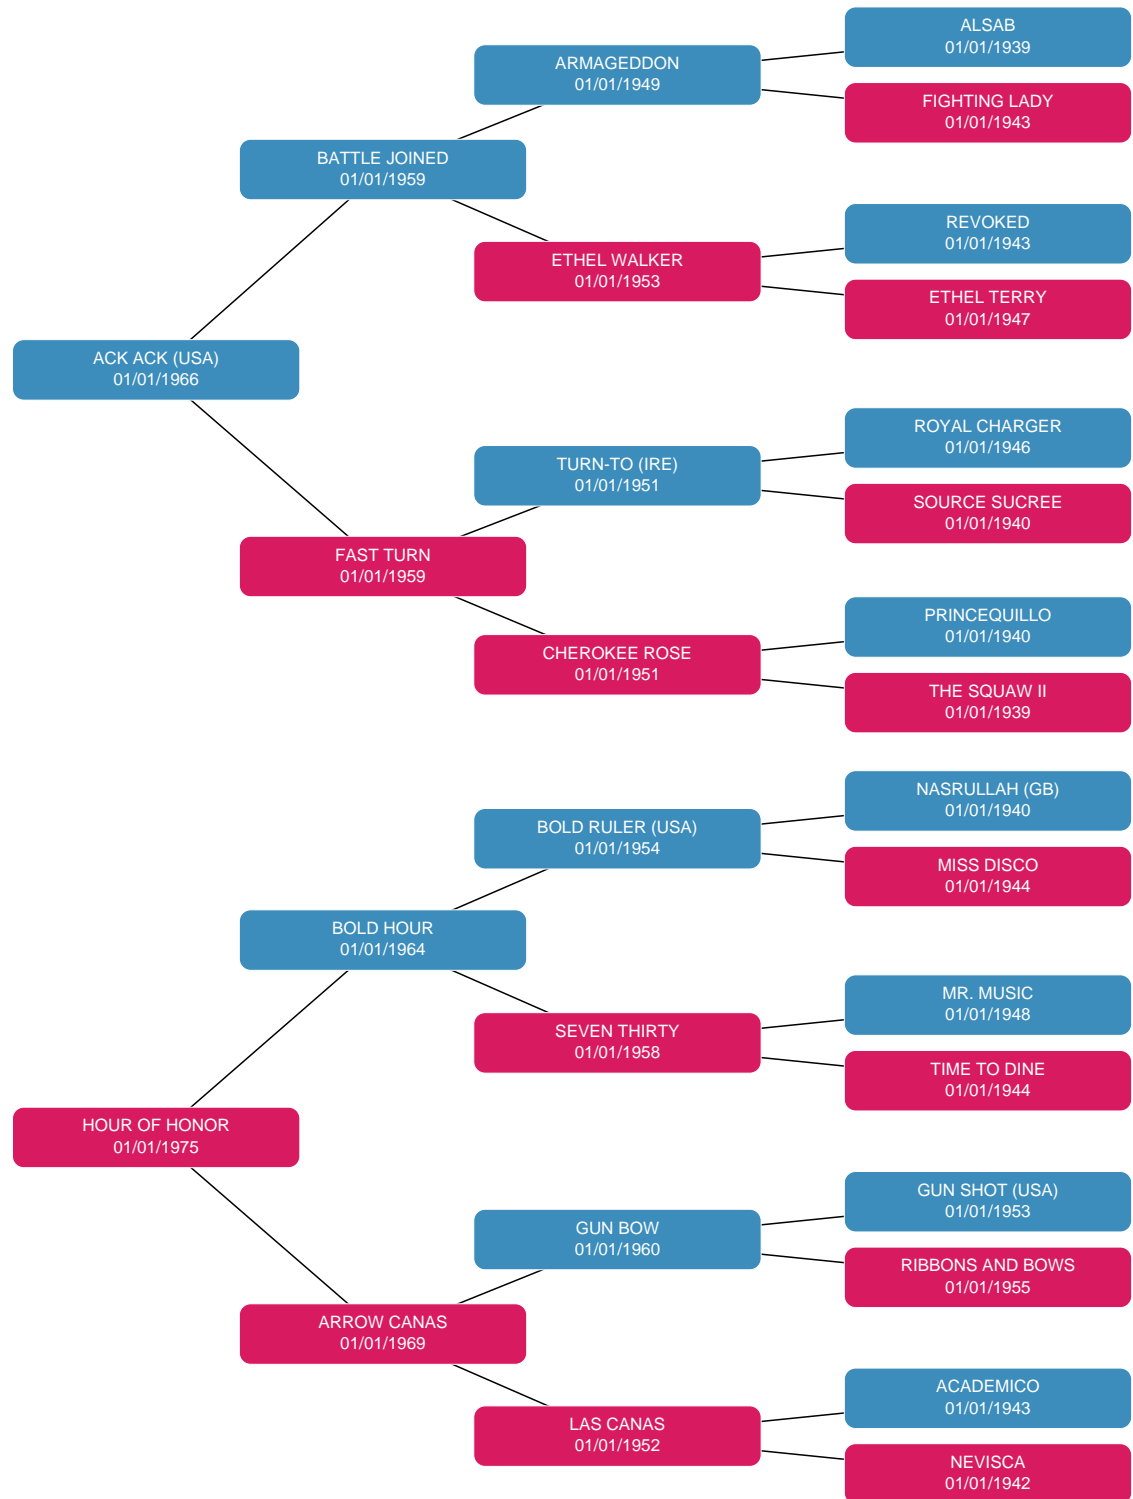 ALSAB
01/01/1939
ARMAGEDDON
01/01/1949
FIGHTING LADY
01/01/1943
BATTLE JOINED
01/01/1959
REVOKED
01/01/1943
ETHEL WALKER
01/01/1953
ETHEL TERRY
01/01/1947
ACK ACK (USA)
01/01/1966
ROYAL CHARGER
01/01/1946
TURN-TO (IRE)
01/01/1951
SOURCE SUCREE
01/01/1940
FAST TURN
01/01/1959
PRINCEQUILLO
01/01/1940
CHEROKEE ROSE
01/01/1951
THE SQUAW II
01/01/1939
NASRULLAH (GB)
01/01/1940
BOLD RULER (USA)
01/01/1954
MISS DISCO
01/01/1944
BOLD HOUR
01/01/1964
MR. MUSIC
01/01/1948
SEVEN THIRTY
01/01/1958
TIME TO DINE
01/01/1944
HOUR OF HONOR
01/01/1975
GUN SHOT (USA)
01/01/1953
GUN BOW
01/01/1960
RIBBONS AND BOWS
01/01/1955
ARROW CANAS
01/01/1969
ACADEMICO
01/01/1943
LAS CANAS
01/01/1952
NEVISCA
01/01/1942